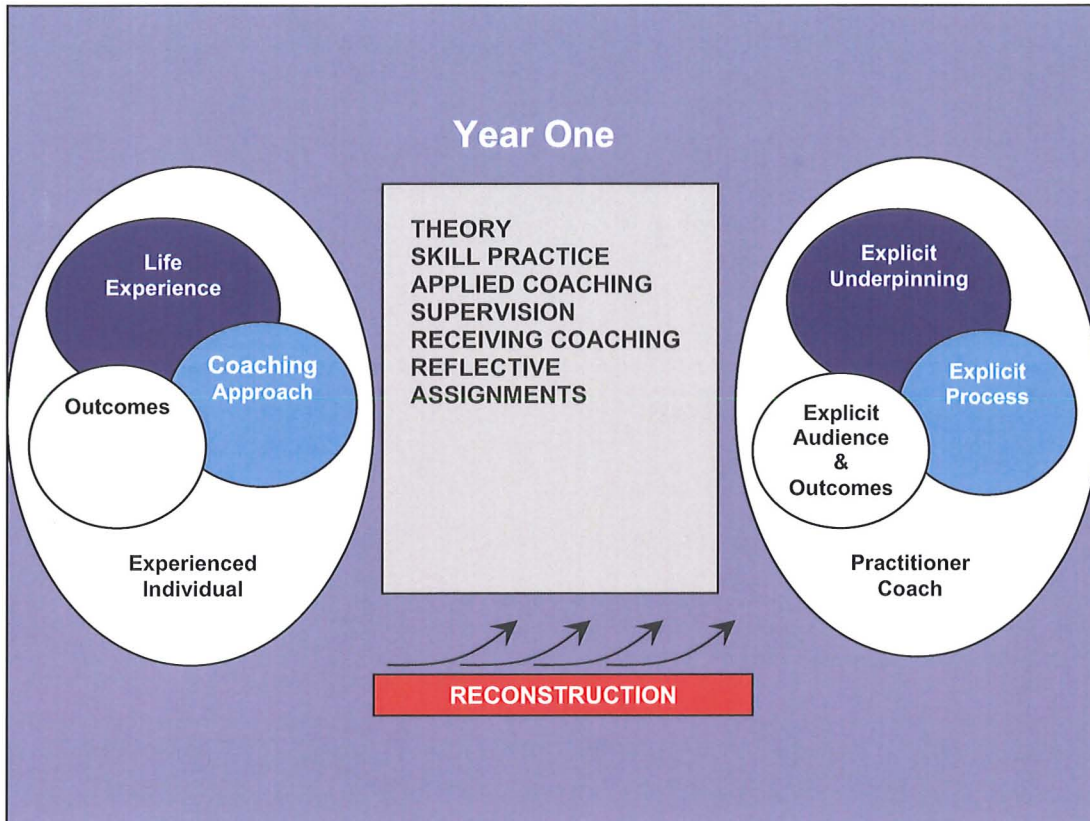 Year One
Life
Experience
Coaching
Approach
Outcomes
Experienced
Individual
THEORY
SKILL PRACTICE
APPLIED COACHING
SUPERVISION
RECEIVING COACHING
REFLECTIVE
ASSIGNMENTS
RECONSTRUCTION
Explicit
Underpinning
Explicit
Process
Explicit
Audience
&
Outcomes
Practitioner
Coach